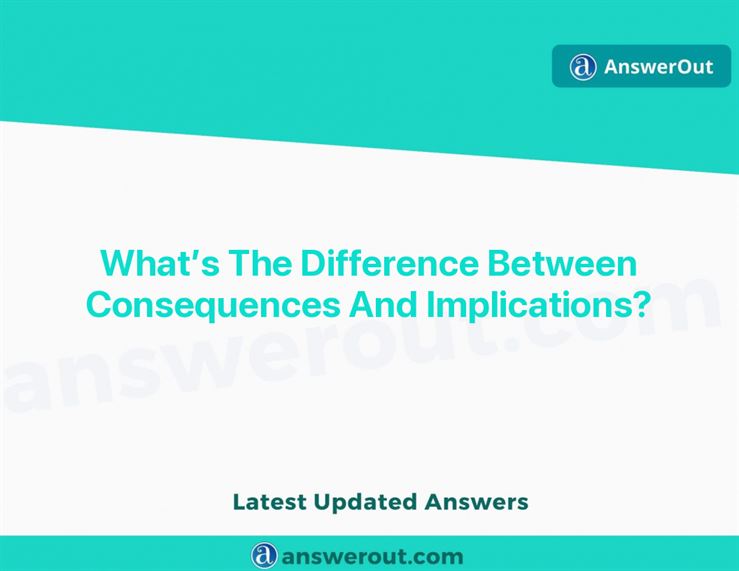 AnswerOut
What's The Difference Between
Consequences And Implications?
answerout.com
Latest Updated Answers
answerout.com